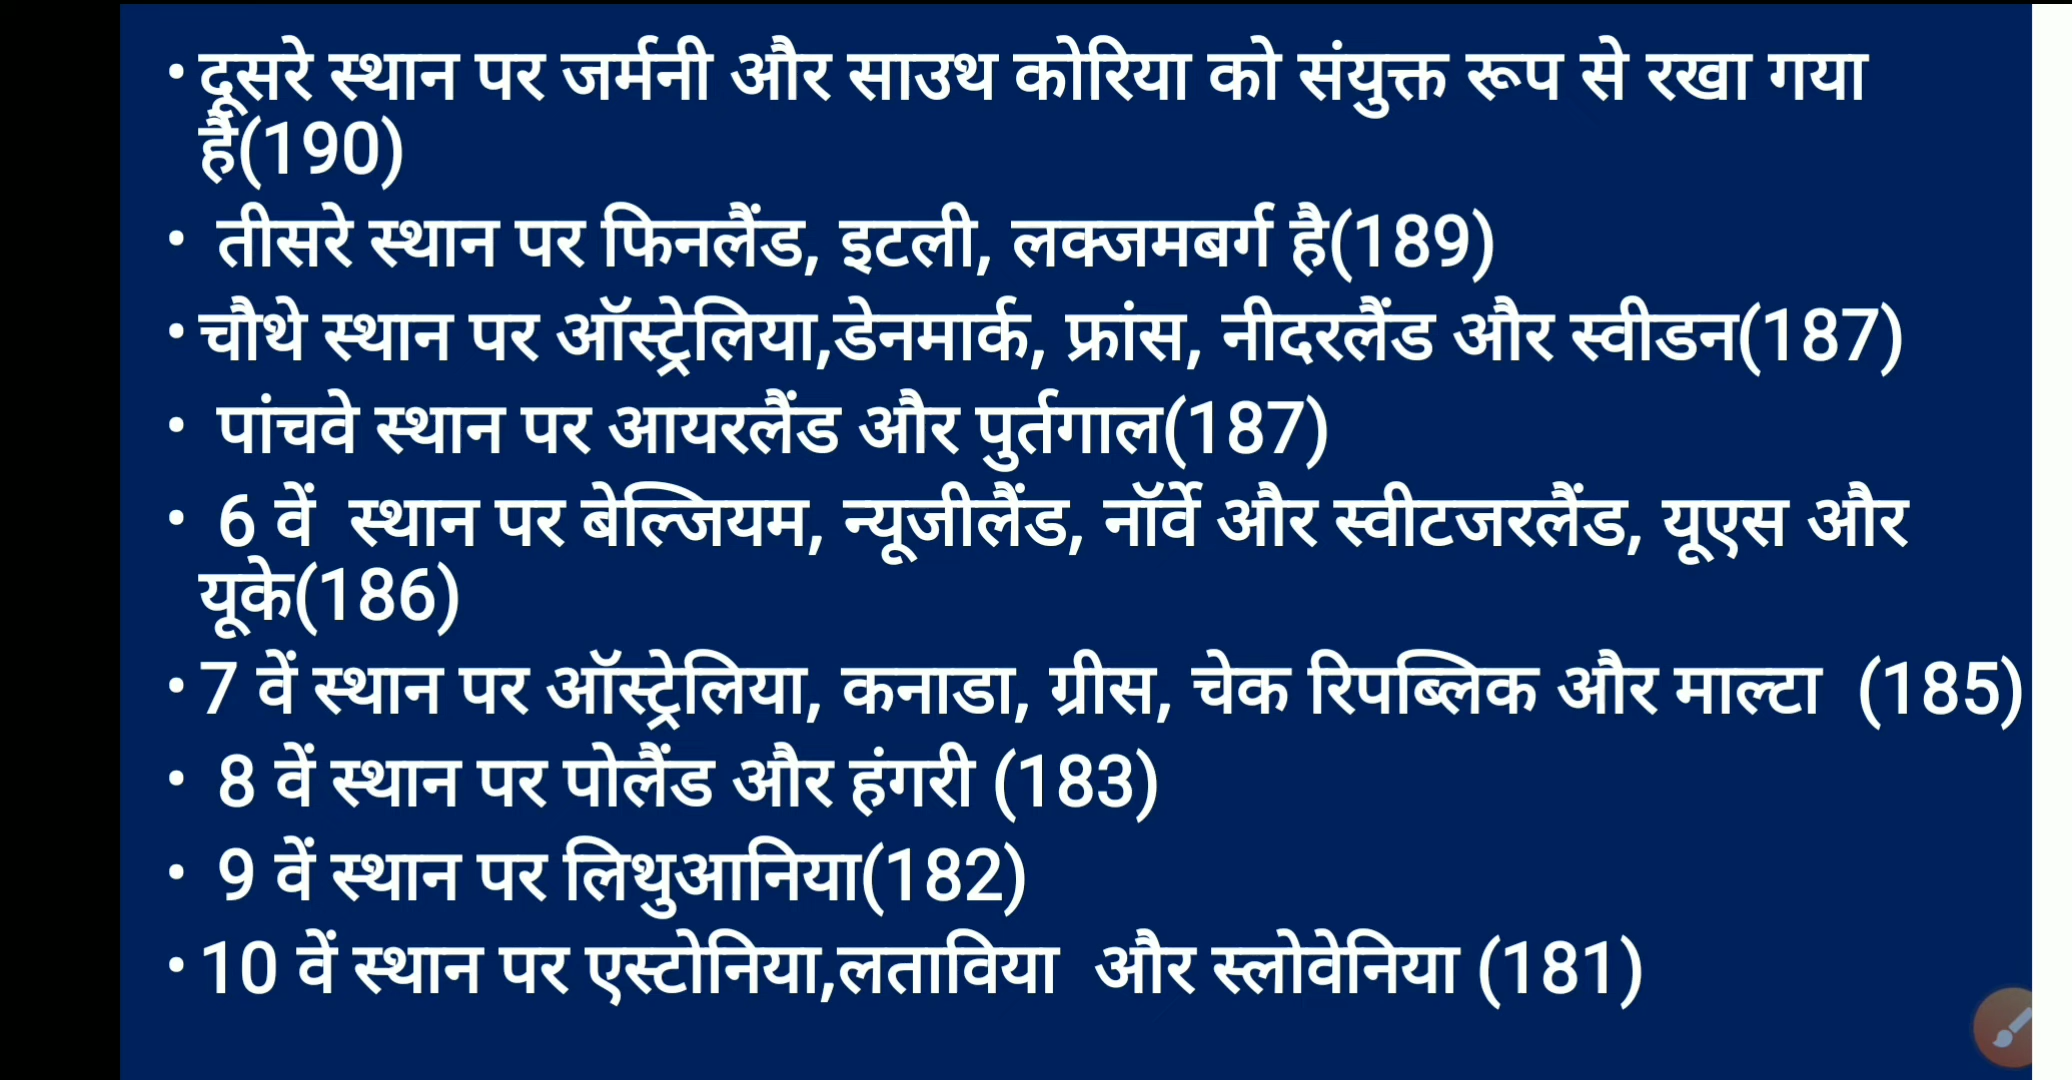 • दूसरे स्थान पर जर्मनी और साउथ कोरिया को संयुक्त रूप से रखा गया
है(190)
• तीसरे स्थान पर फिनलैंड, इटली, लक्जमबर्ग है(189)
• चौथे स्थान पर ऑस्ट्रेलिया,डेनमार्क, फ्रांस, नीदरलैंड और स्वीडन(187)
• पांचवे स्थान पर आयरलैंड और पुर्तगाल(187)
• 6 वें स्थान पर बेल्जियम, न्यूजीलैंड, नॉर्वे और स्वीटजरलैंड, यूएस और
यूके(186)
• 7 वें स्थान पर ऑस्ट्रेलिया, कनाडा, ग्रीस, चेक रिपब्लिक और माल्टा (185)
• 8 वें स्थान पर पोलैंड और हंगरी (183)
• 9 वें स्थान पर लिथुआनिया(182)
• 10 वें स्थान पर एस्टोनिया,लताविया और स्लोवेनिया (181)